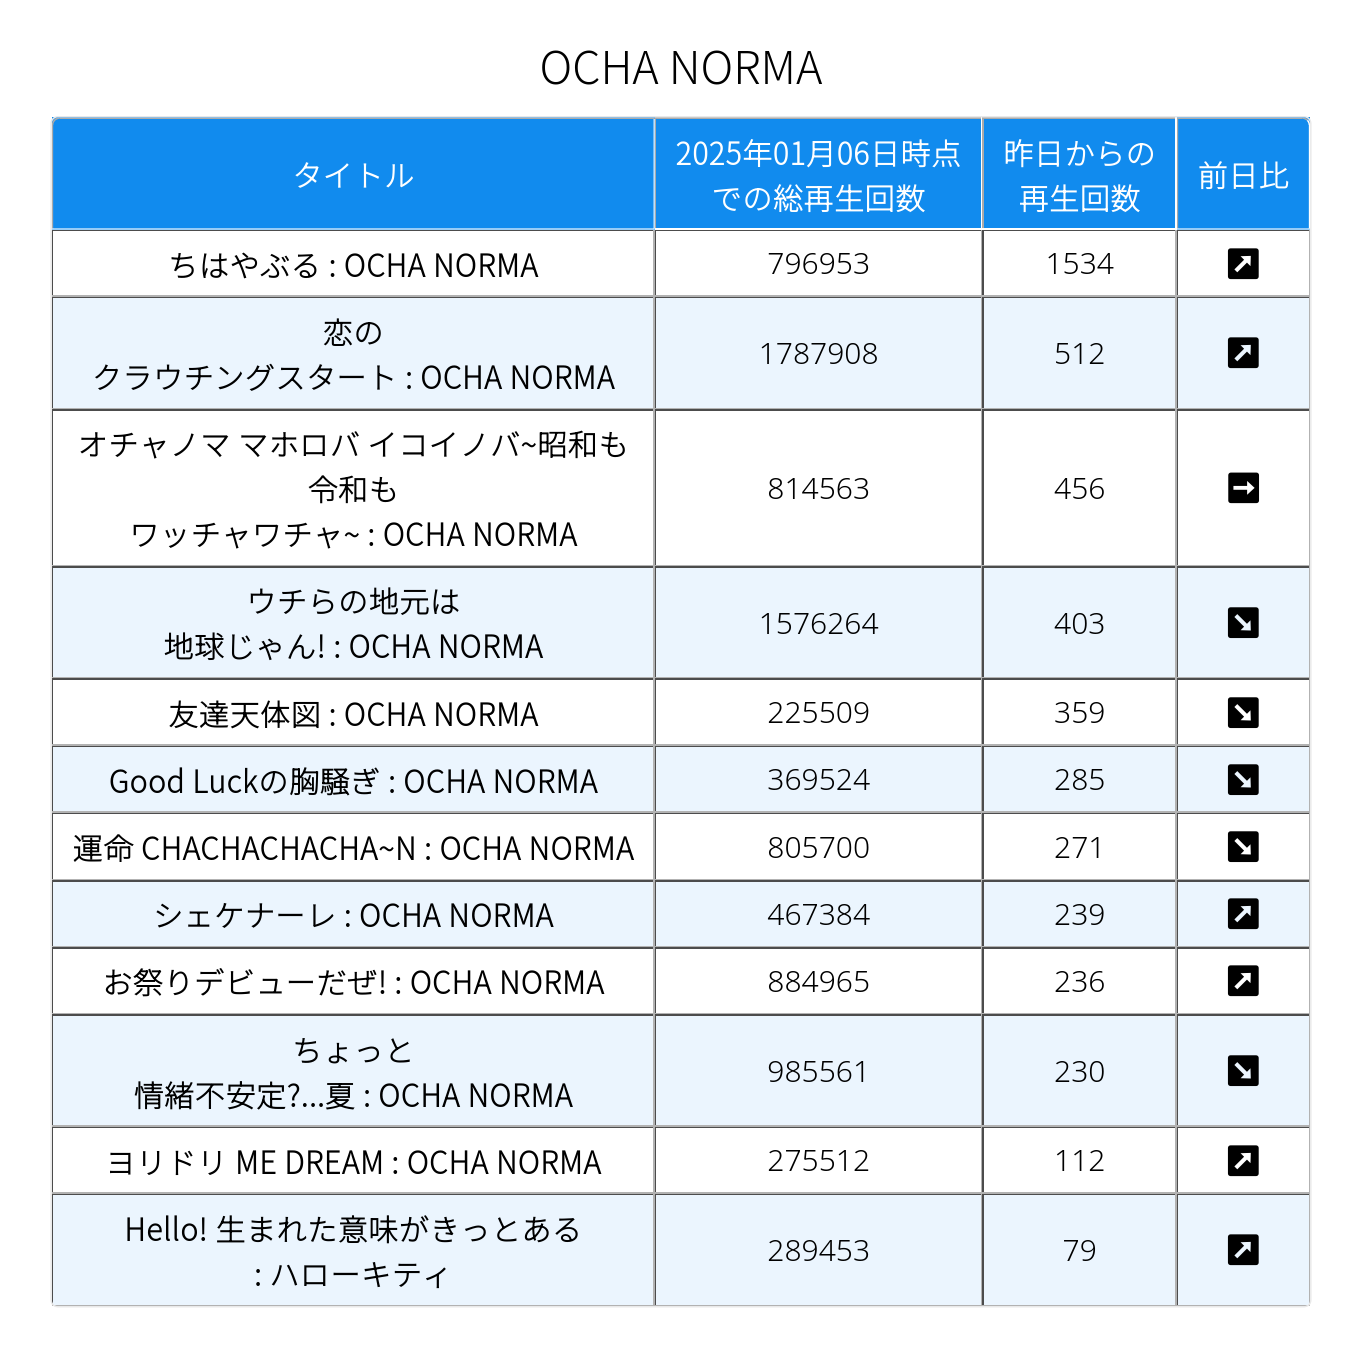 OCHA NORMA
タイトル
2025年01月06日時点
での総再生回数
昨日からの
再生回数
前日比
ちはやぶる : OCHA NORMA
796953
1534
恋の
クラウチングスタート : OCHA NORMA
1787908
512
オチャノマ マホロバ イコイノバ~昭和も
令和も
ワッチャワチャ~ : OCHA NORMA
814563
456
ウチらの地元は
地球じゃん! : OCHA NORMA
1576264
403
友達天体図 : OCHA NORMA
225509
359
Good Luckの胸騒ぎ : OCHA NORMA
369524
285
運命 CHACHACHACHA~N : OCHA NORMA
805700
271
シェケナーレ : OCHA NORMA
467384
239
お祭りデビューだぜ! : OCHA NORMA
884965
236
ちょっと
情緒不安定?...夏 : OCHA NORMA
985561
230
ヨリドリ ME DREAM : OCHA NORMA
275512
112
Hello! 生まれた意味がきっとある
: ハローキティ
289453
79